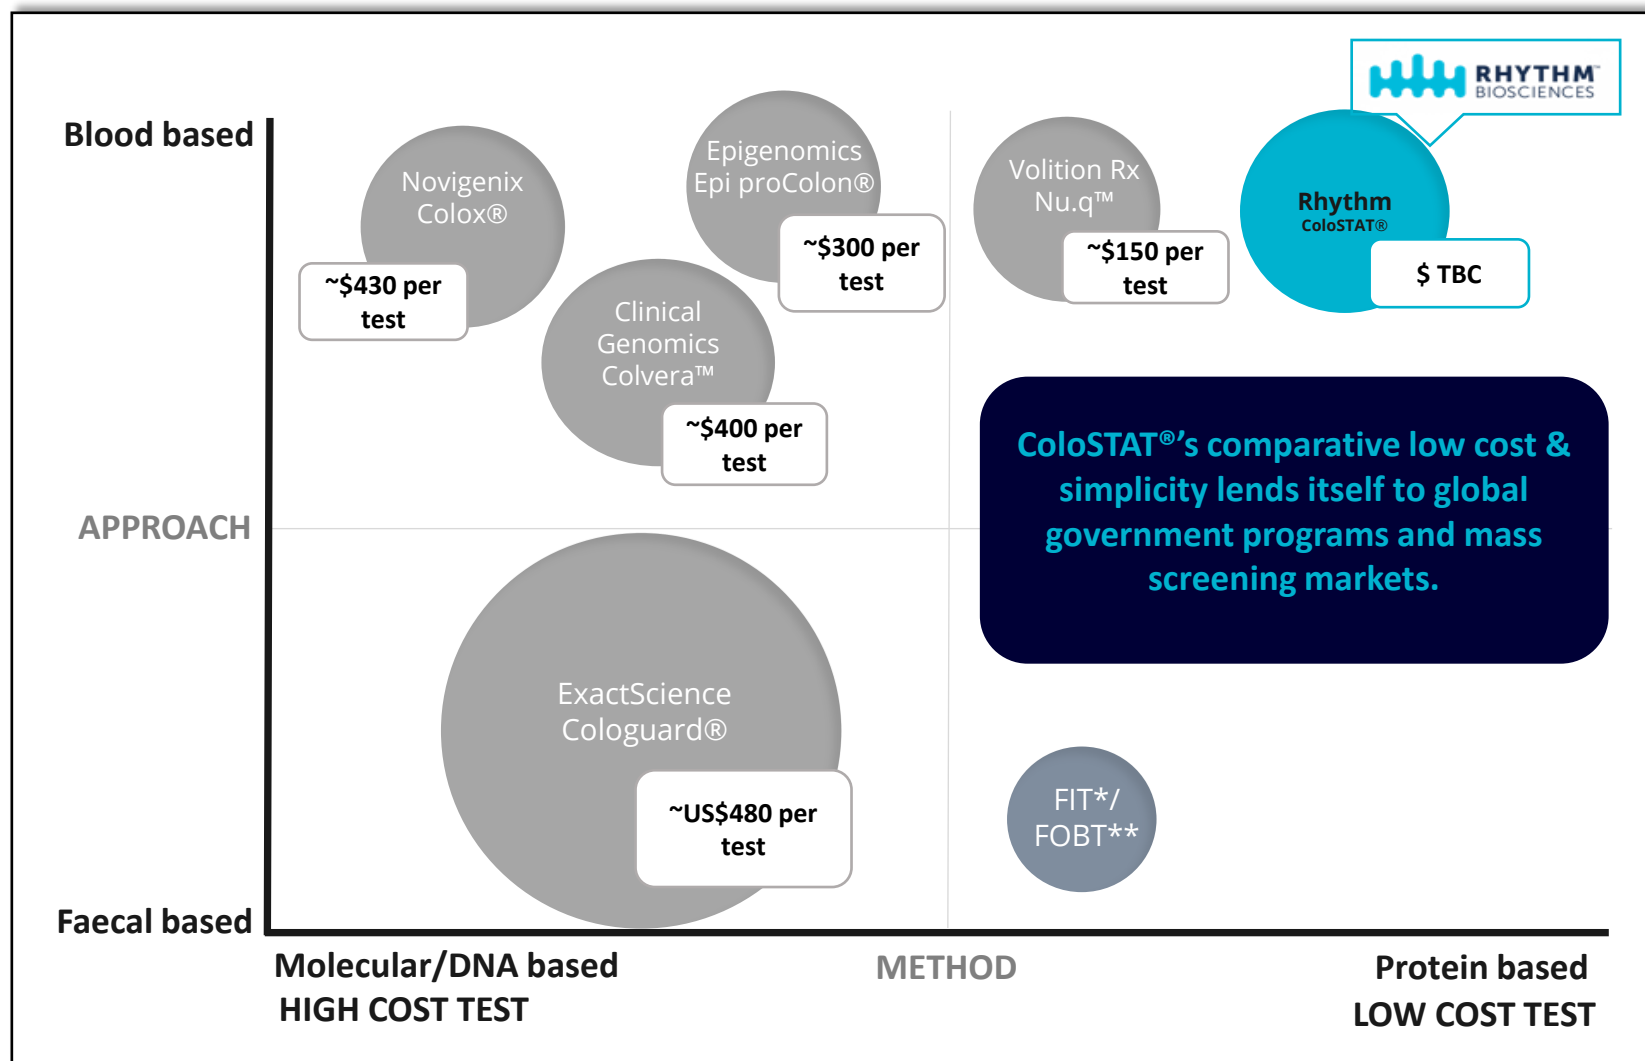 RHYTHM™
BIOSCIENCES
Blood based
Novigenix
Colox®
~$430 per
test
Epigenomics
Epi proColon®
~$300 per
test
Clinical
Genomics
Colvera™
~$400 per
test
Volition Rx
Nu.q™
~$150 per
test
Rhythm
ColoSTAT®
$ TBC
ColoSTAT®’s comparative low cost &
simplicity lends itself to global
government programs and mass
screening markets.
APPROACH
ExactScience
Cologuard®
~US$480 per
test
FIT*/
FOBT**
Faecal based
Molecular/DNA based
HIGH COST TEST
METHOD
Protein based
LOW COST TEST